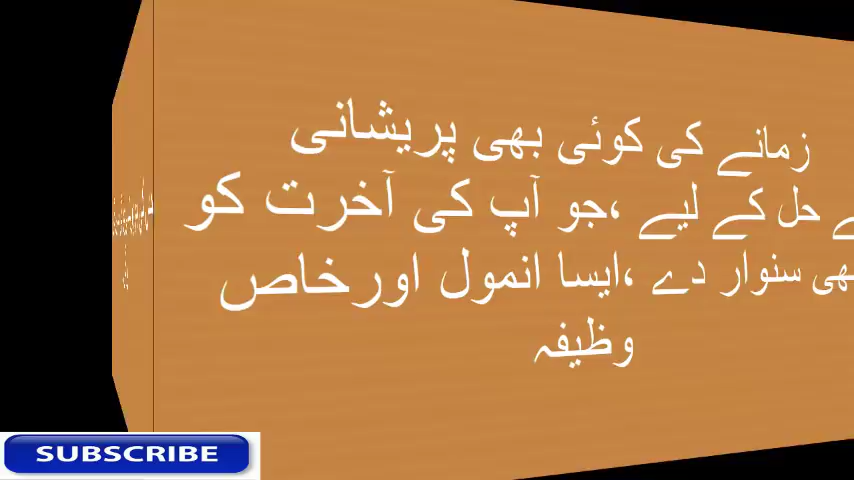 زمانے کی کوئی بھی پریشانی
حل کے لیے ،جو آپ کی آخرت کو
سنوار دے ،ایسا انمول اورخاص
وظیفہ
SUBSCRIBE